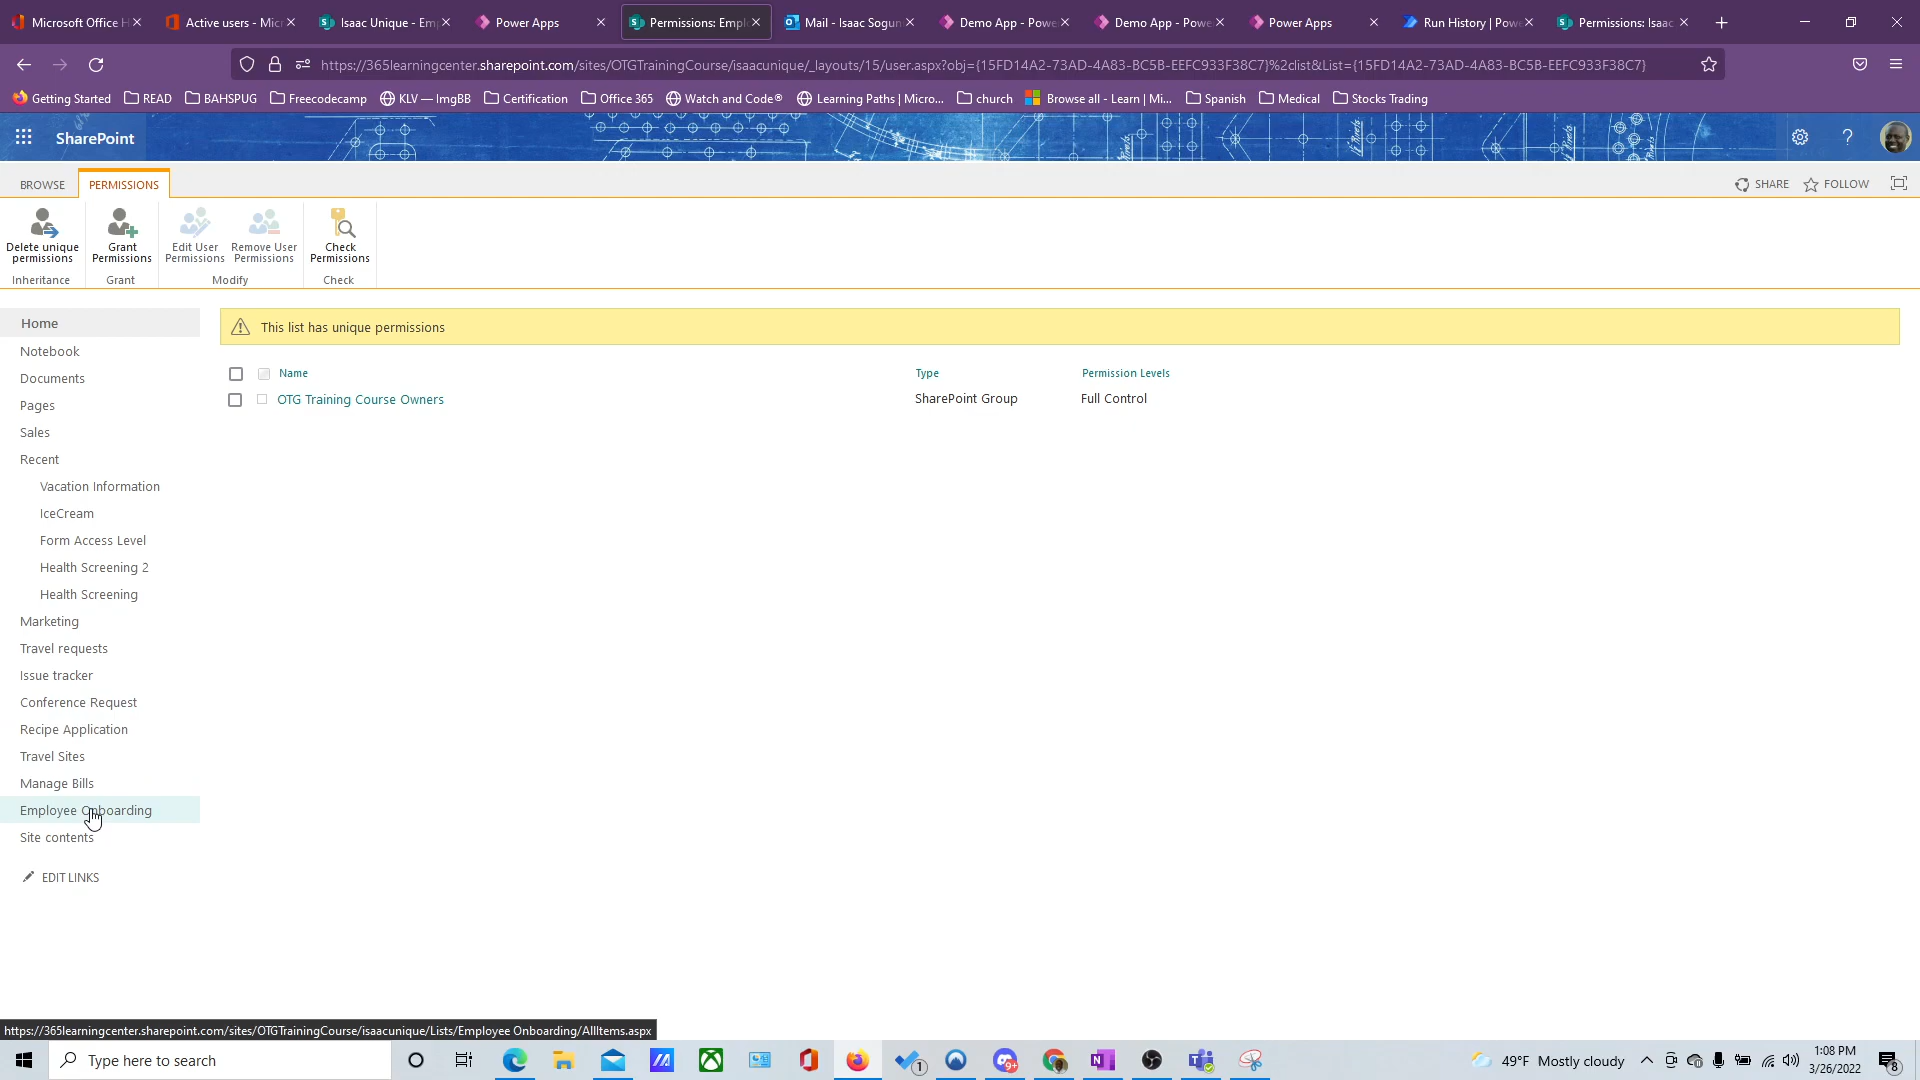 Microsoft Office H
Active users - Micr
Isaac Unique - Emp
Power Apps
Permissions: Empl
Mail - Isaac Sogun
Demo App - Powe
Demo App - Powe
Power Apps
Run History | Powe
Permissions: Isaac
https://365learningcenter.sharepoint.com/sites/OTGTrainingCourse/isaacunique/_layouts/15/user.aspx?obj={15FD14A2-73AD-4A83-BC5B-EEFC933F38C7}%2clist&List={15FD14A2-73AD-4A83-BC5B-EEFC933F38C7}
Getting Started
READ
BAHSPUG
Freecodecamp
KLV — ImgBB
Certification
Office 365
Watch and Code®
Learning Paths | Micro...
church
Browse all - Learn | Mi...
Spanish
Medical
Stocks Trading
SharePoint
BROWSE
PERMISSIONS
SHARE
FOLLOW
Delete unique permissions
Grant Permissions
Edit User Permissions
Remove User Permissions
Check Permissions
Inheritance
Grant
Modify
Check
Home
Notebook
Documents
Pages
Sales
Recent
Vacation Information
IceCream
Form Access Level
Health Screening 2
Health Screening
Marketing
Travel requests
Issue tracker
Conference Request
Recipe Application
Travel Sites
Manage Bills
Employee Onboarding
Site contents
EDIT LINKS
This list has unique permissions
Name
Type
Permission Levels
OTG Training Course Owners
SharePoint Group
Full Control
https://365learningcenter.sharepoint.com/sites/OTGTrainingCourse/isaacunique/Lists/Employee Onboarding/AllItems.aspx
Type here to search
1
9+
49°F Mostly cloudy
1:08 PM
3/26/2022
8